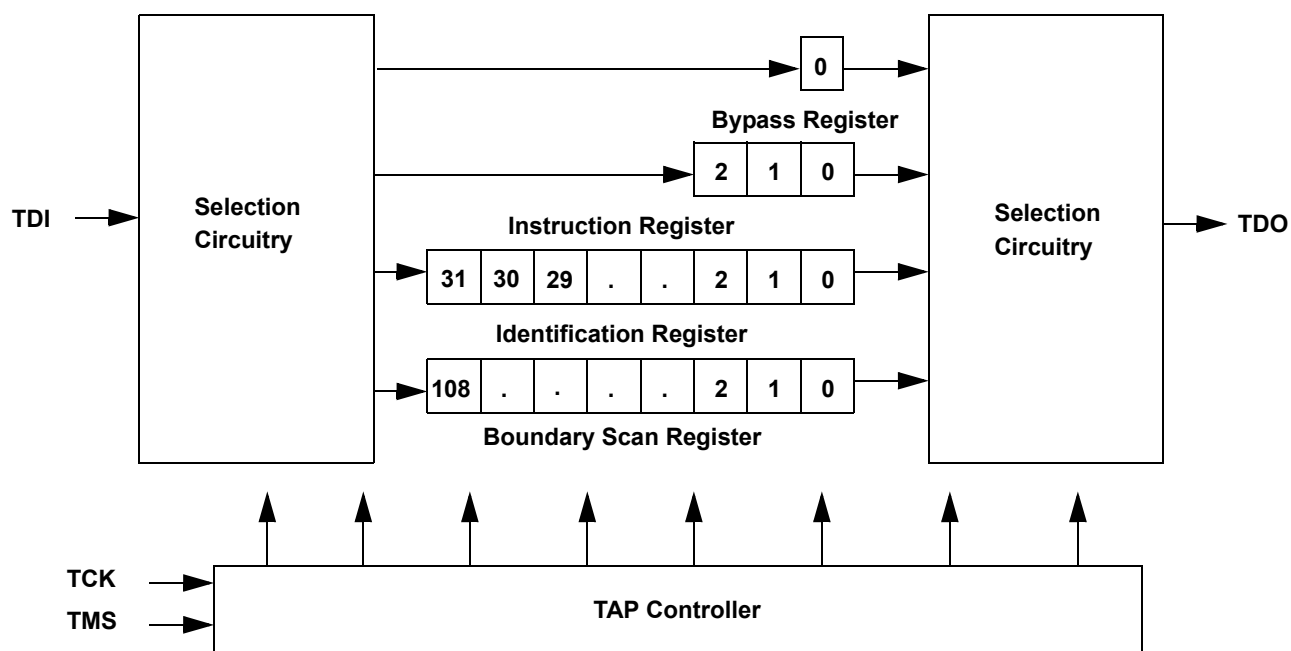 0
Bypass Register
2 1 0
Selection
Circuitry
TDI
Instruction Register
31 30 29 . . 2 1 0
Identification Register
108 . . . . 2 1 0
Boundary Scan Register
Selection
Circuitry
TDO
TCK
TMS
TAP Controller